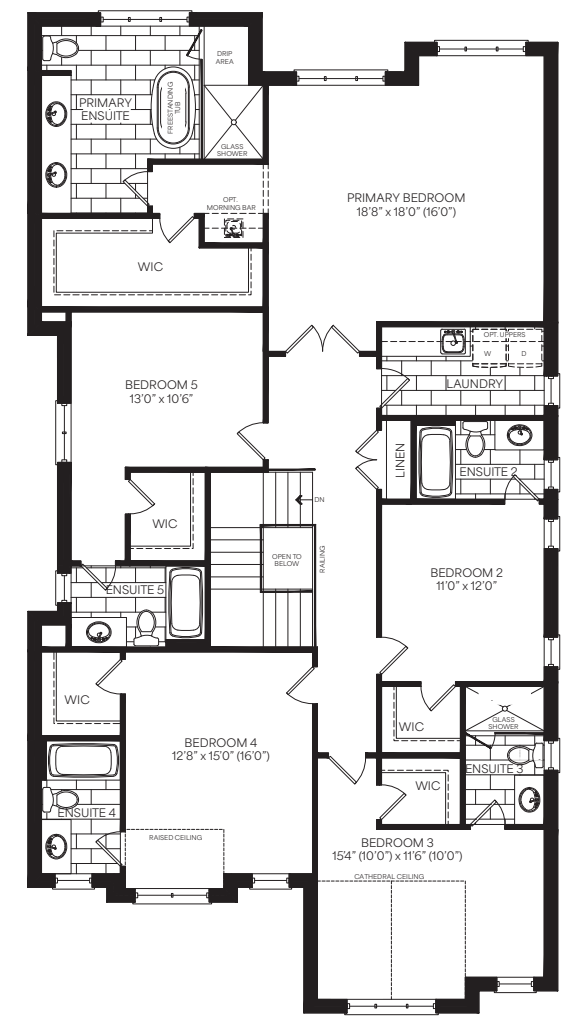 DRIP
AREA
PRIMARY
ENSUITE
FREESTANDING
TUB
GLASS
SHOWER
OPT.
MORNING BAR
PRIMARY BEDROOM
18'8" x 18'0" (16'0")
WIC
OPT. UPPERS
W D
LAUNDRY
BEDROOM 5
13'0" x 10'6"
LINEN
ENSUITE 2
WIC
DN
OPEN TO
BELOW
RAILING
BEDROOM 2
11'0" x 12'0"
ENSUITE 5
WIC
GLASS
SHOWER
WIC
BEDROOM 4
12'8" x 15'0" (16'0")
ENSUITE 3
WIC
ENSUITE 4
RAISED CEILING
BEDROOM 3
15'4" (10'0") x 11'6" (10'0")
CATHEDRAL CEILING